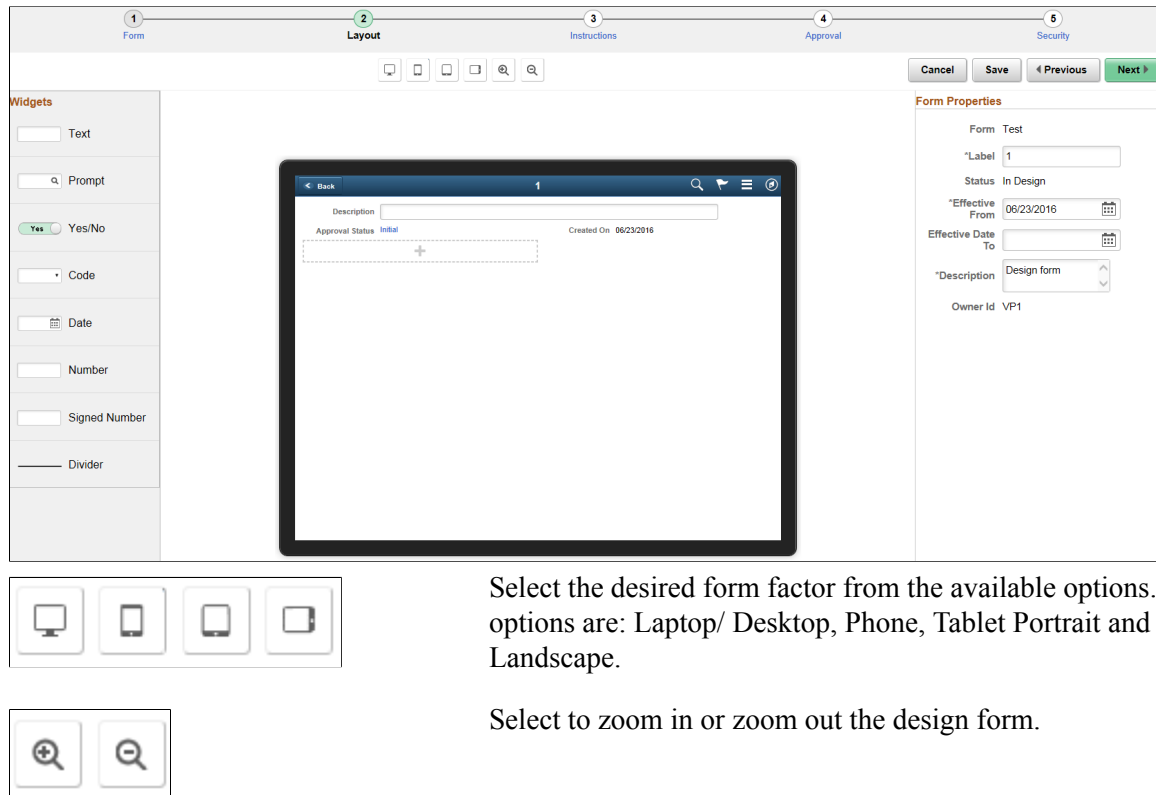 1 2 3 4 5
Form Layout Instructions Approval Security
Cancel Save Previous Next
Widgets
Text
Prompt
Yes Yes/No
Code
Date
Number
Signed Number
Divider
Back 1
Description
Approval Status Initial Created On 06/23/2016
Form Properties
Form Test
*Label 1
Status In Design
*Effective
From 06/23/2016
Effective Date
To
*Description Design form
Owner Id VP1
Select the desired form factor from the available options.
options are: Laptop/ Desktop, Phone, Tablet Portrait and
Landscape.
Select to zoom in or zoom out the design form.